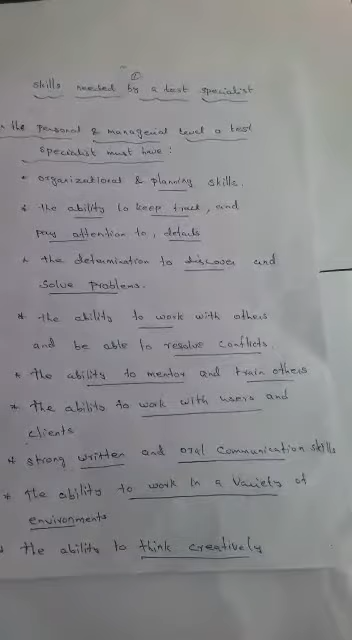 ①
skills needed by a test specialist
the personal & managerial level a test
specialist must have :
* organizational & planning skills.
* the ability to keep track, and
pay attention to, details
* the determination to discover and
solve problems.
* the ability to work with others
and be able to resolve conflicts.
* the ability to mentor and train others
* the ability to work with users and
clients
* strong written and oral communication skills
* the ability to work in a variety of
environments
* the ability to think creatively